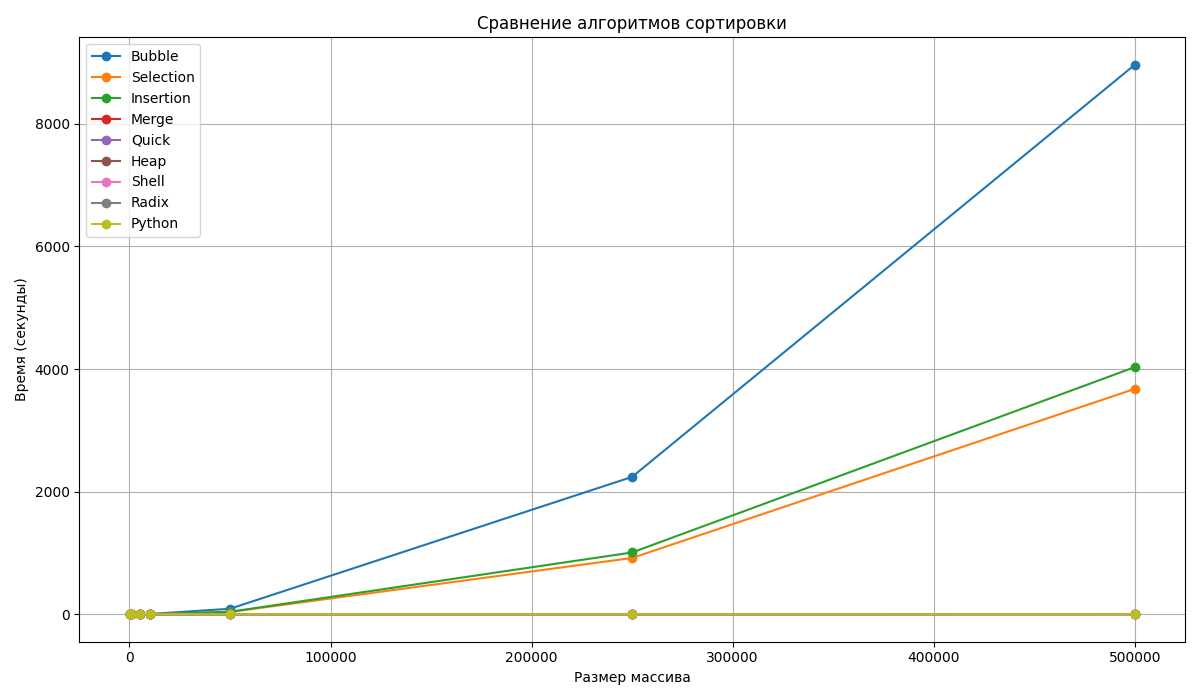 Сравнение алгоритмов сортировки
Bubble
Selection
Insertion
Merge
Quick
Heap
Shell
Radix
Python
Время (секунды)
8000
6000
4000
2000
0
0 100000 200000 300000 400000 500000
Размер массива